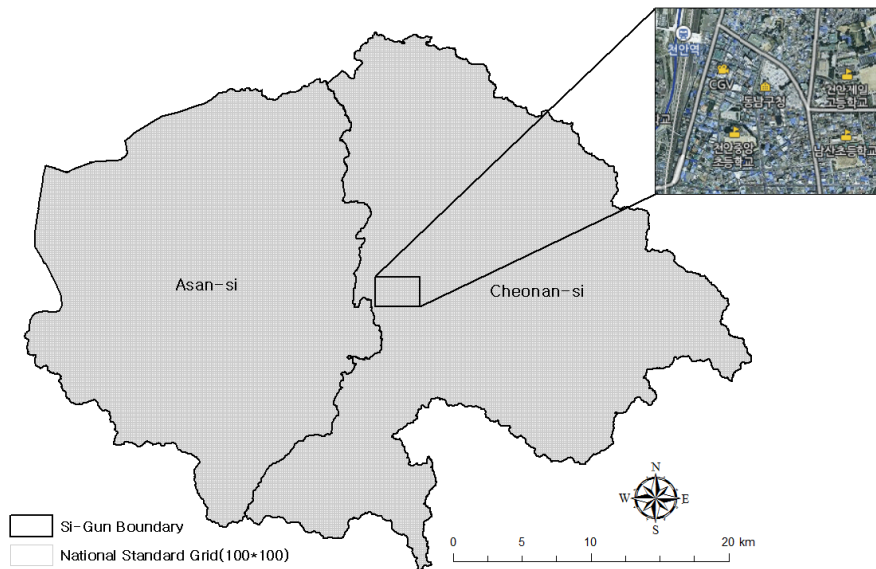 천안역
CGV
동남구청
천안제일
고등학교
학교
천안중앙
초등학교
남산초등학교
Asan-si
Cheonan-si
N
W
E
S
Si-Gun Boundary
National Standard Grid(100*100)
0 5 10 20 km